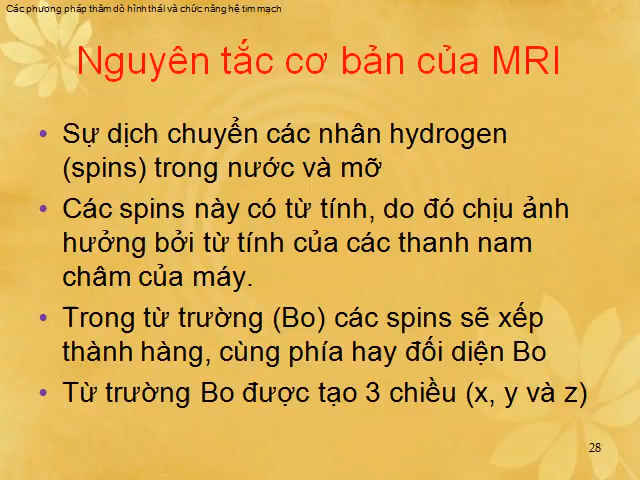 Các phương pháp thăm dò hình thái và chức năng hệ tim mạch
Nguyên tắc cơ bản của MRI
• Sự dịch chuyển các nhân hydrogen
(spins) trong nước và mỡ
• Các spins này có từ tính, do đó chịu ảnh
hưởng bởi từ tính của các thanh nam
châm của máy.
• Trong từ trường (Bo) các spins sẽ xếp
thành hàng, cùng phía hay đối diện Bo
• Từ trường Bo được tạo 3 chiều (x, y và z)
28